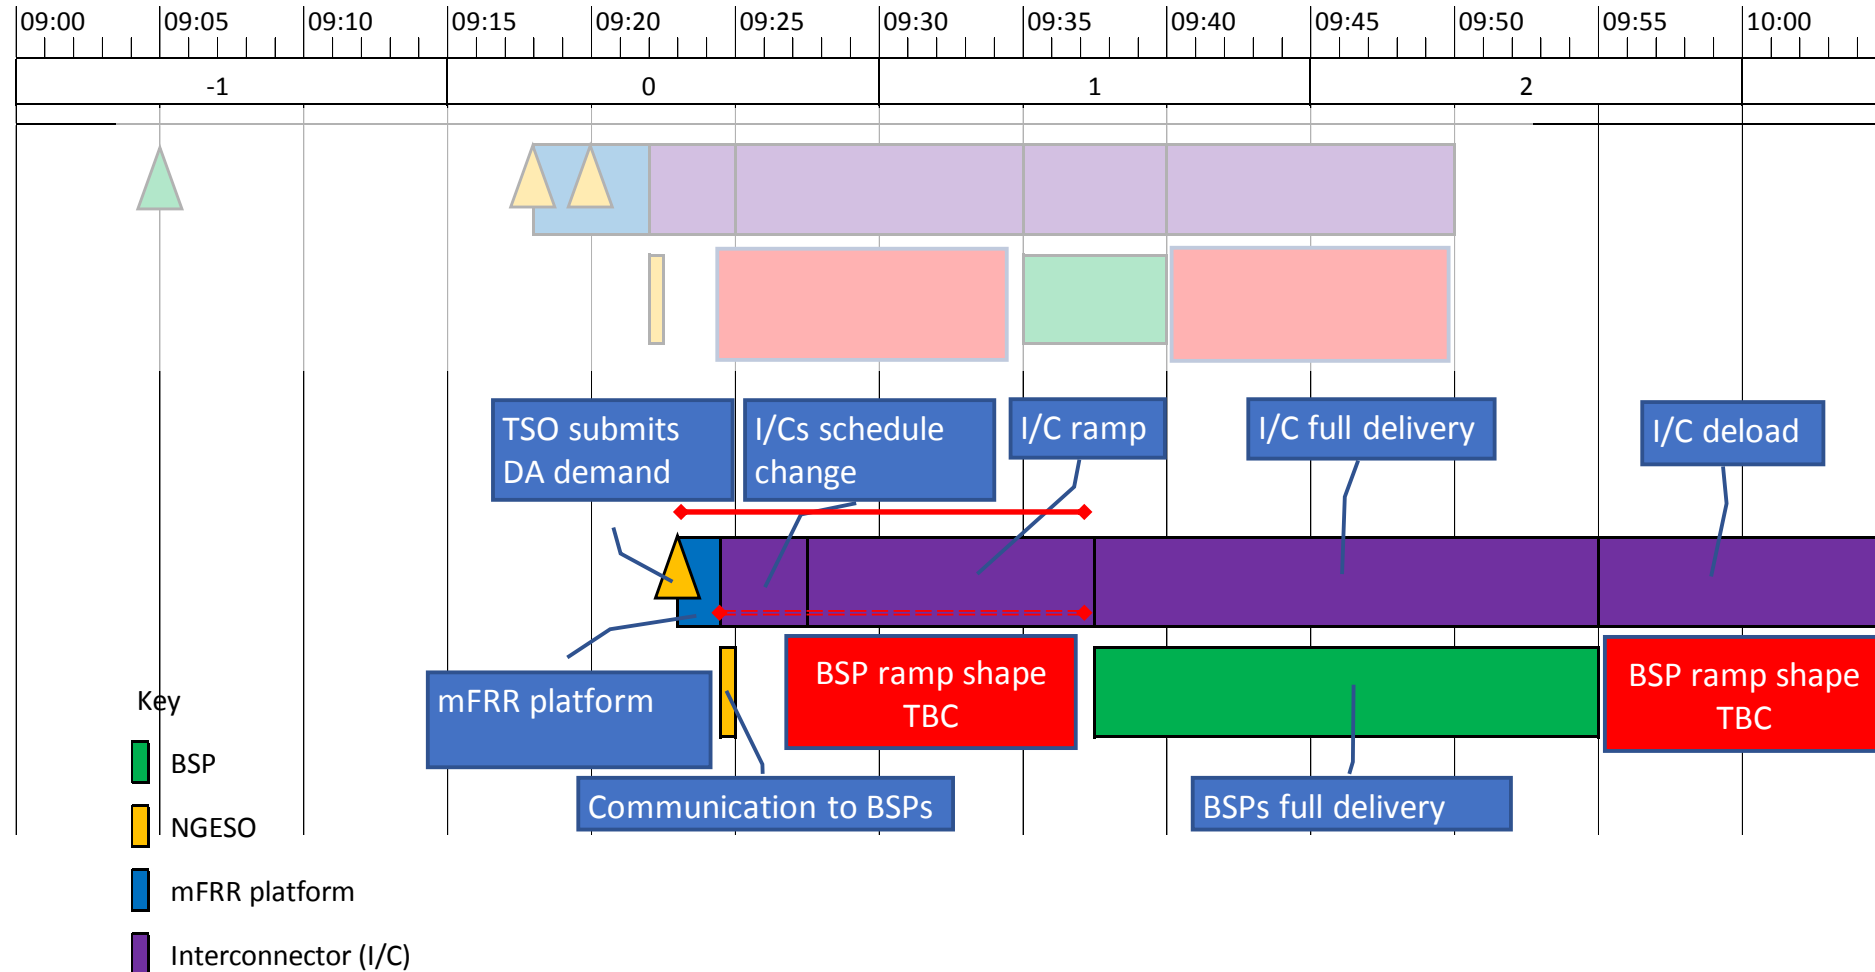 09:00 09:05 09:10 09:15 09:20 09:25 09:30 09:35 09:40 09:45 09:50 09:55 10:00
-1 0 1 2
TSO submits
DA demand
I/Cs schedule
change
I/C ramp
I/C full delivery
I/C deload
mFRR platform
BSP ramp shape
TBC
BSP ramp shape
TBC
Communication to BSPs
BSPs full delivery
Key
BSP
NGESO
mFRR platform
Interconnector (I/C)